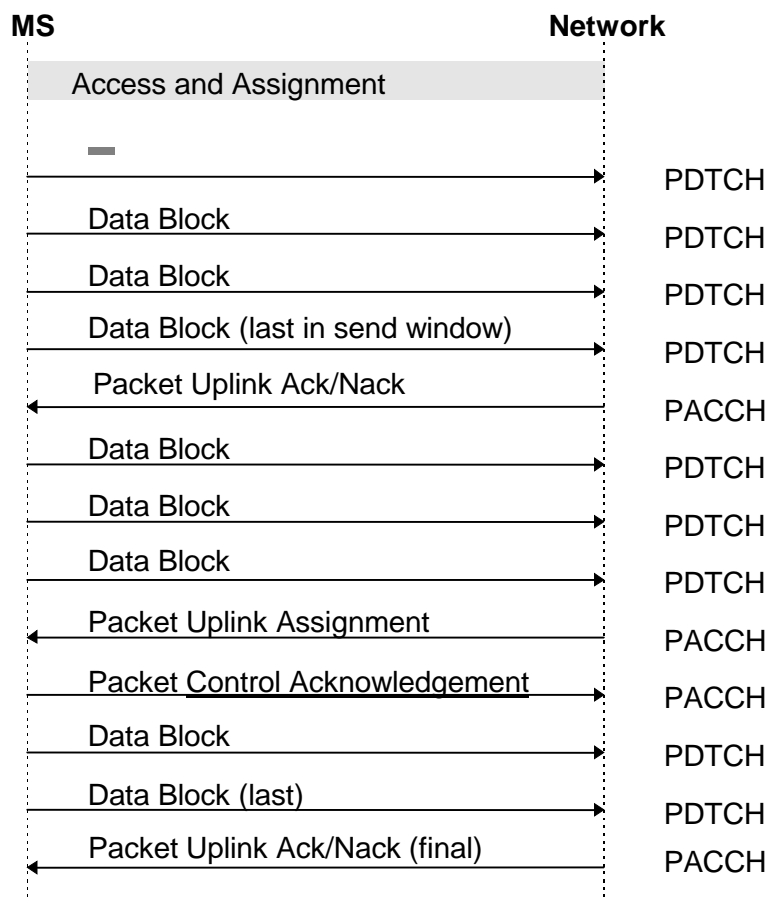 MS Network
Access and Assignment
PDTCH
Data Block PDTCH
Data Block PDTCH
Data Block (last in send window) PDTCH
Packet Uplink Ack/Nack PACCH
Data Block PDTCH
Data Block PDTCH
Data Block PDTCH
Packet Uplink Assignment PACCH
Packet Control Acknowledgement PACCH
Data Block PDTCH
Data Block (last) PDTCH
Packet Uplink Ack/Nack (final) PACCH